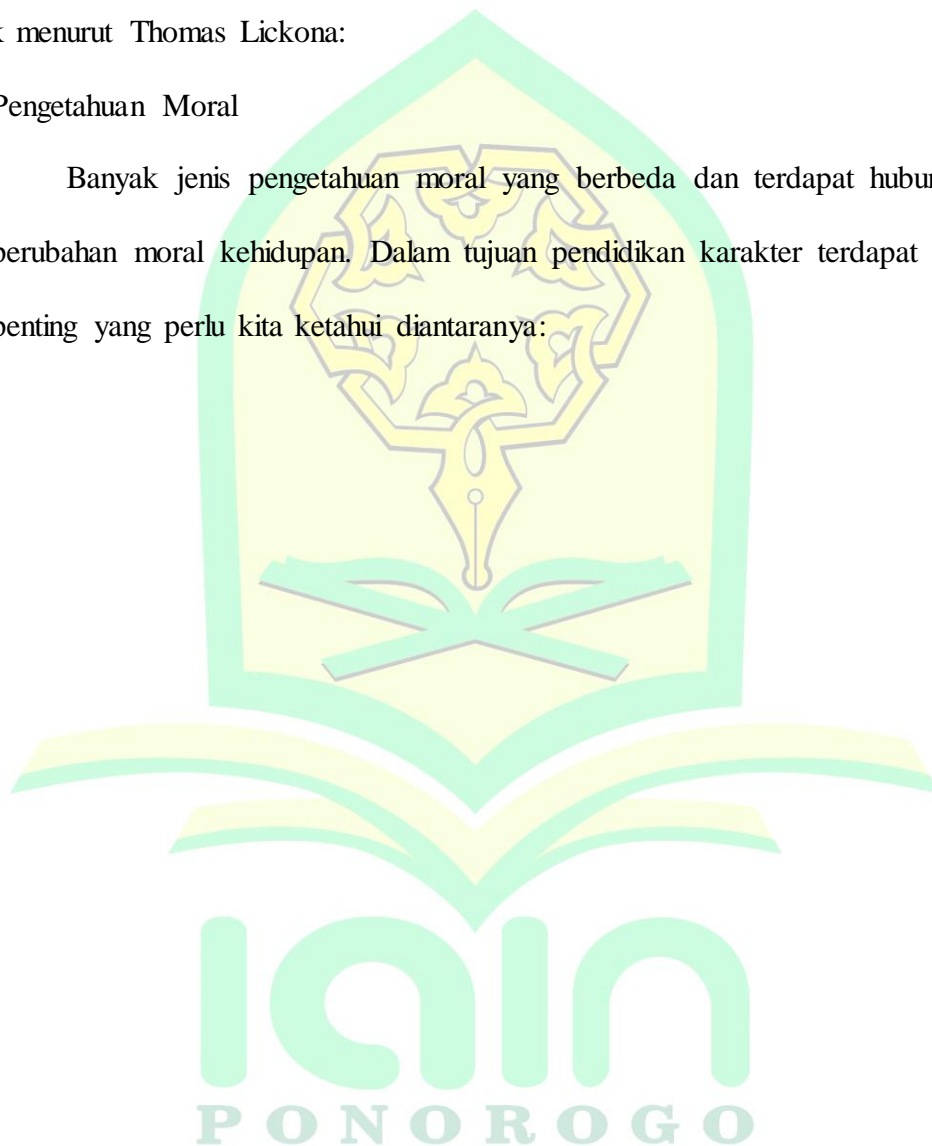 menurut Thomas Lickona:
Pengetahuan Moral
Banyak jenis pengetahuan moral yang berbeda dan terdapat
perubahan moral kehidupan. Dalam tujuan pendidikan karakter terdapat
penting yang perlu kita ketahui diantaranya:
iain
PONOROGO